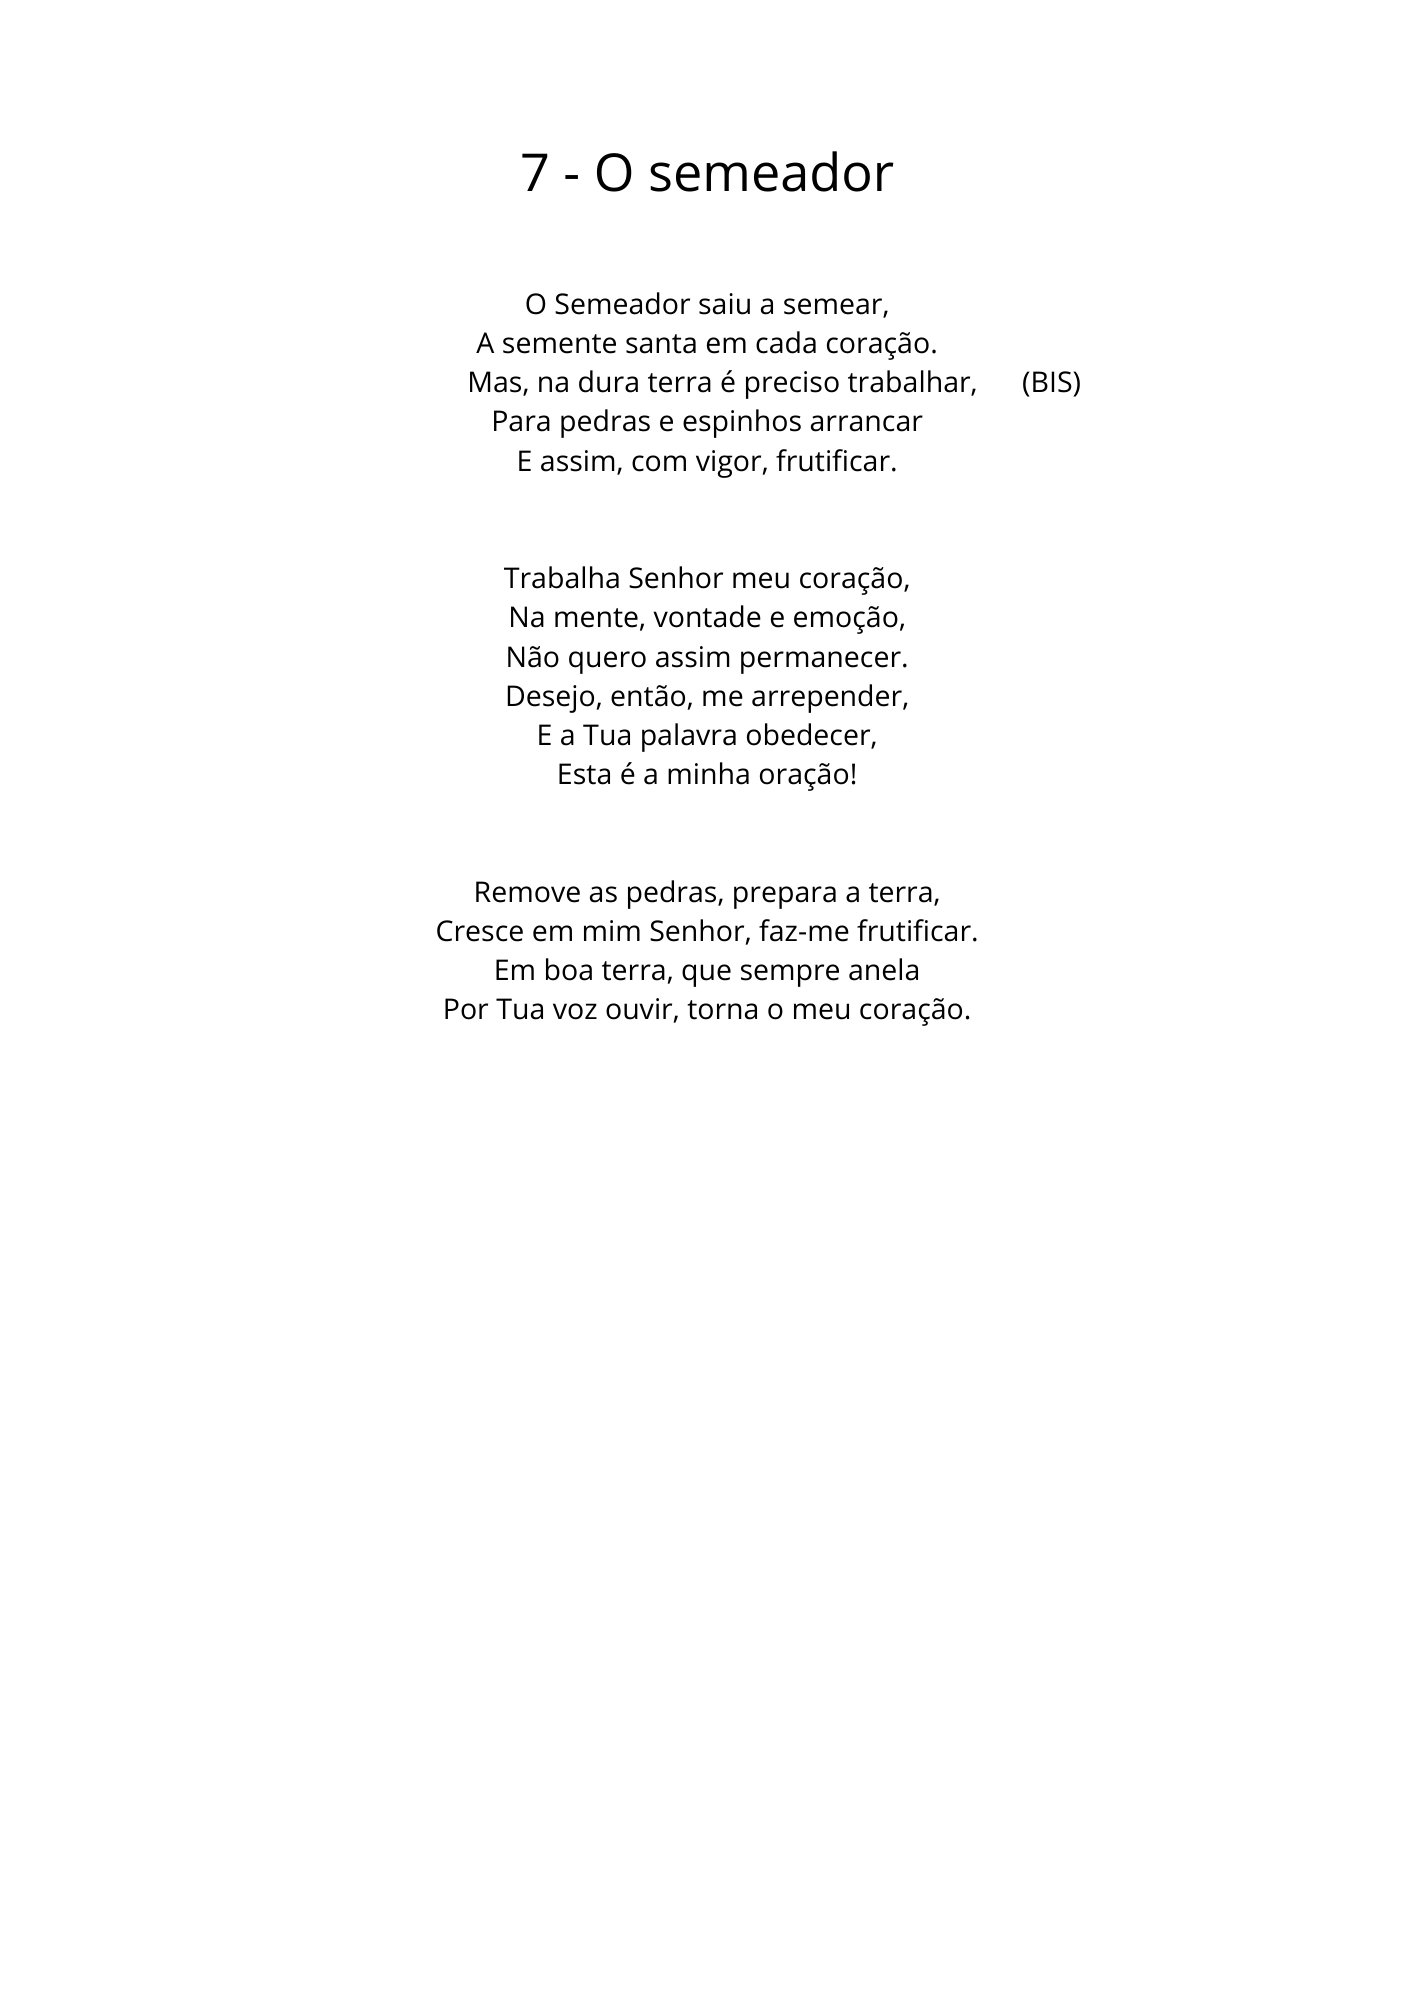 7 - O semeador
O Semeador saiu a semear,
A semente santa em cada coração.
Mas, na dura terra é preciso trabalhar, (BIS)
Para pedras e espinhos arrancar
E assim, com vigor, frutificar.
Trabalha Senhor meu coração,
Na mente, vontade e emoção,
Não quero assim permanecer.
Desejo, então, me arrepender,
E a Tua palavra obedecer,
Esta é a minha oração!
Remove as pedras, prepara a terra,
Cresce em mim Senhor, faz-me frutificar.
Em boa terra, que sempre anela
Por Tua voz ouvir, torna o meu coração.